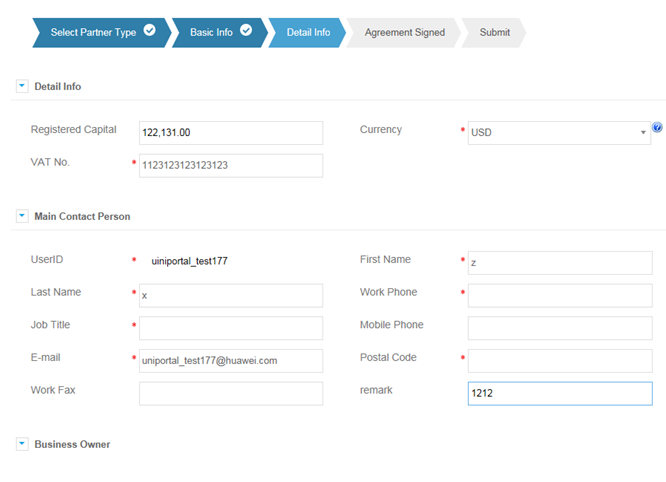 Select Partner Type Basic Info Detail Info Agreement Signed Submit
Detail Info
Registered Capital 122,131.00 Currency * USD
VAT No. * 1123123123123123
Main Contact Person
UserID * uiniportal_test177 First Name * z
Last Name * x Work Phone *
Job Title * Mobile Phone
E-mail * uniportal_test177@huawei.com Postal Code *
Work Fax remark 1212
Business Owner